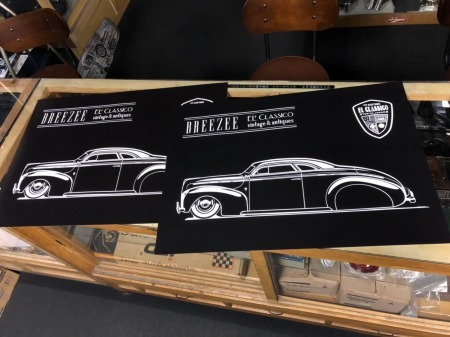 BREEZEE
EL' CLASSICO
vintage & antiques
BREEZEE
EL' CLASSICO
vintage & antiques
EL CLASSICO